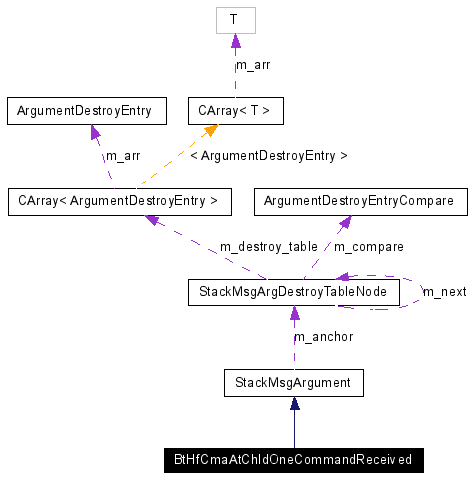 T
m_arr
ArgumentDestroyEntry
CArray< T >
m_arr
< ArgumentDestroyEntry >
CArray< ArgumentDestroyEntry >
ArgumentDestroyEntryCompare
m_destroy_table
m_compare
StackMsgArgDestroyTableNode
m_next
m_anchor
StackMsgArgument
BtHfCmaAtChldOneCommandReceived